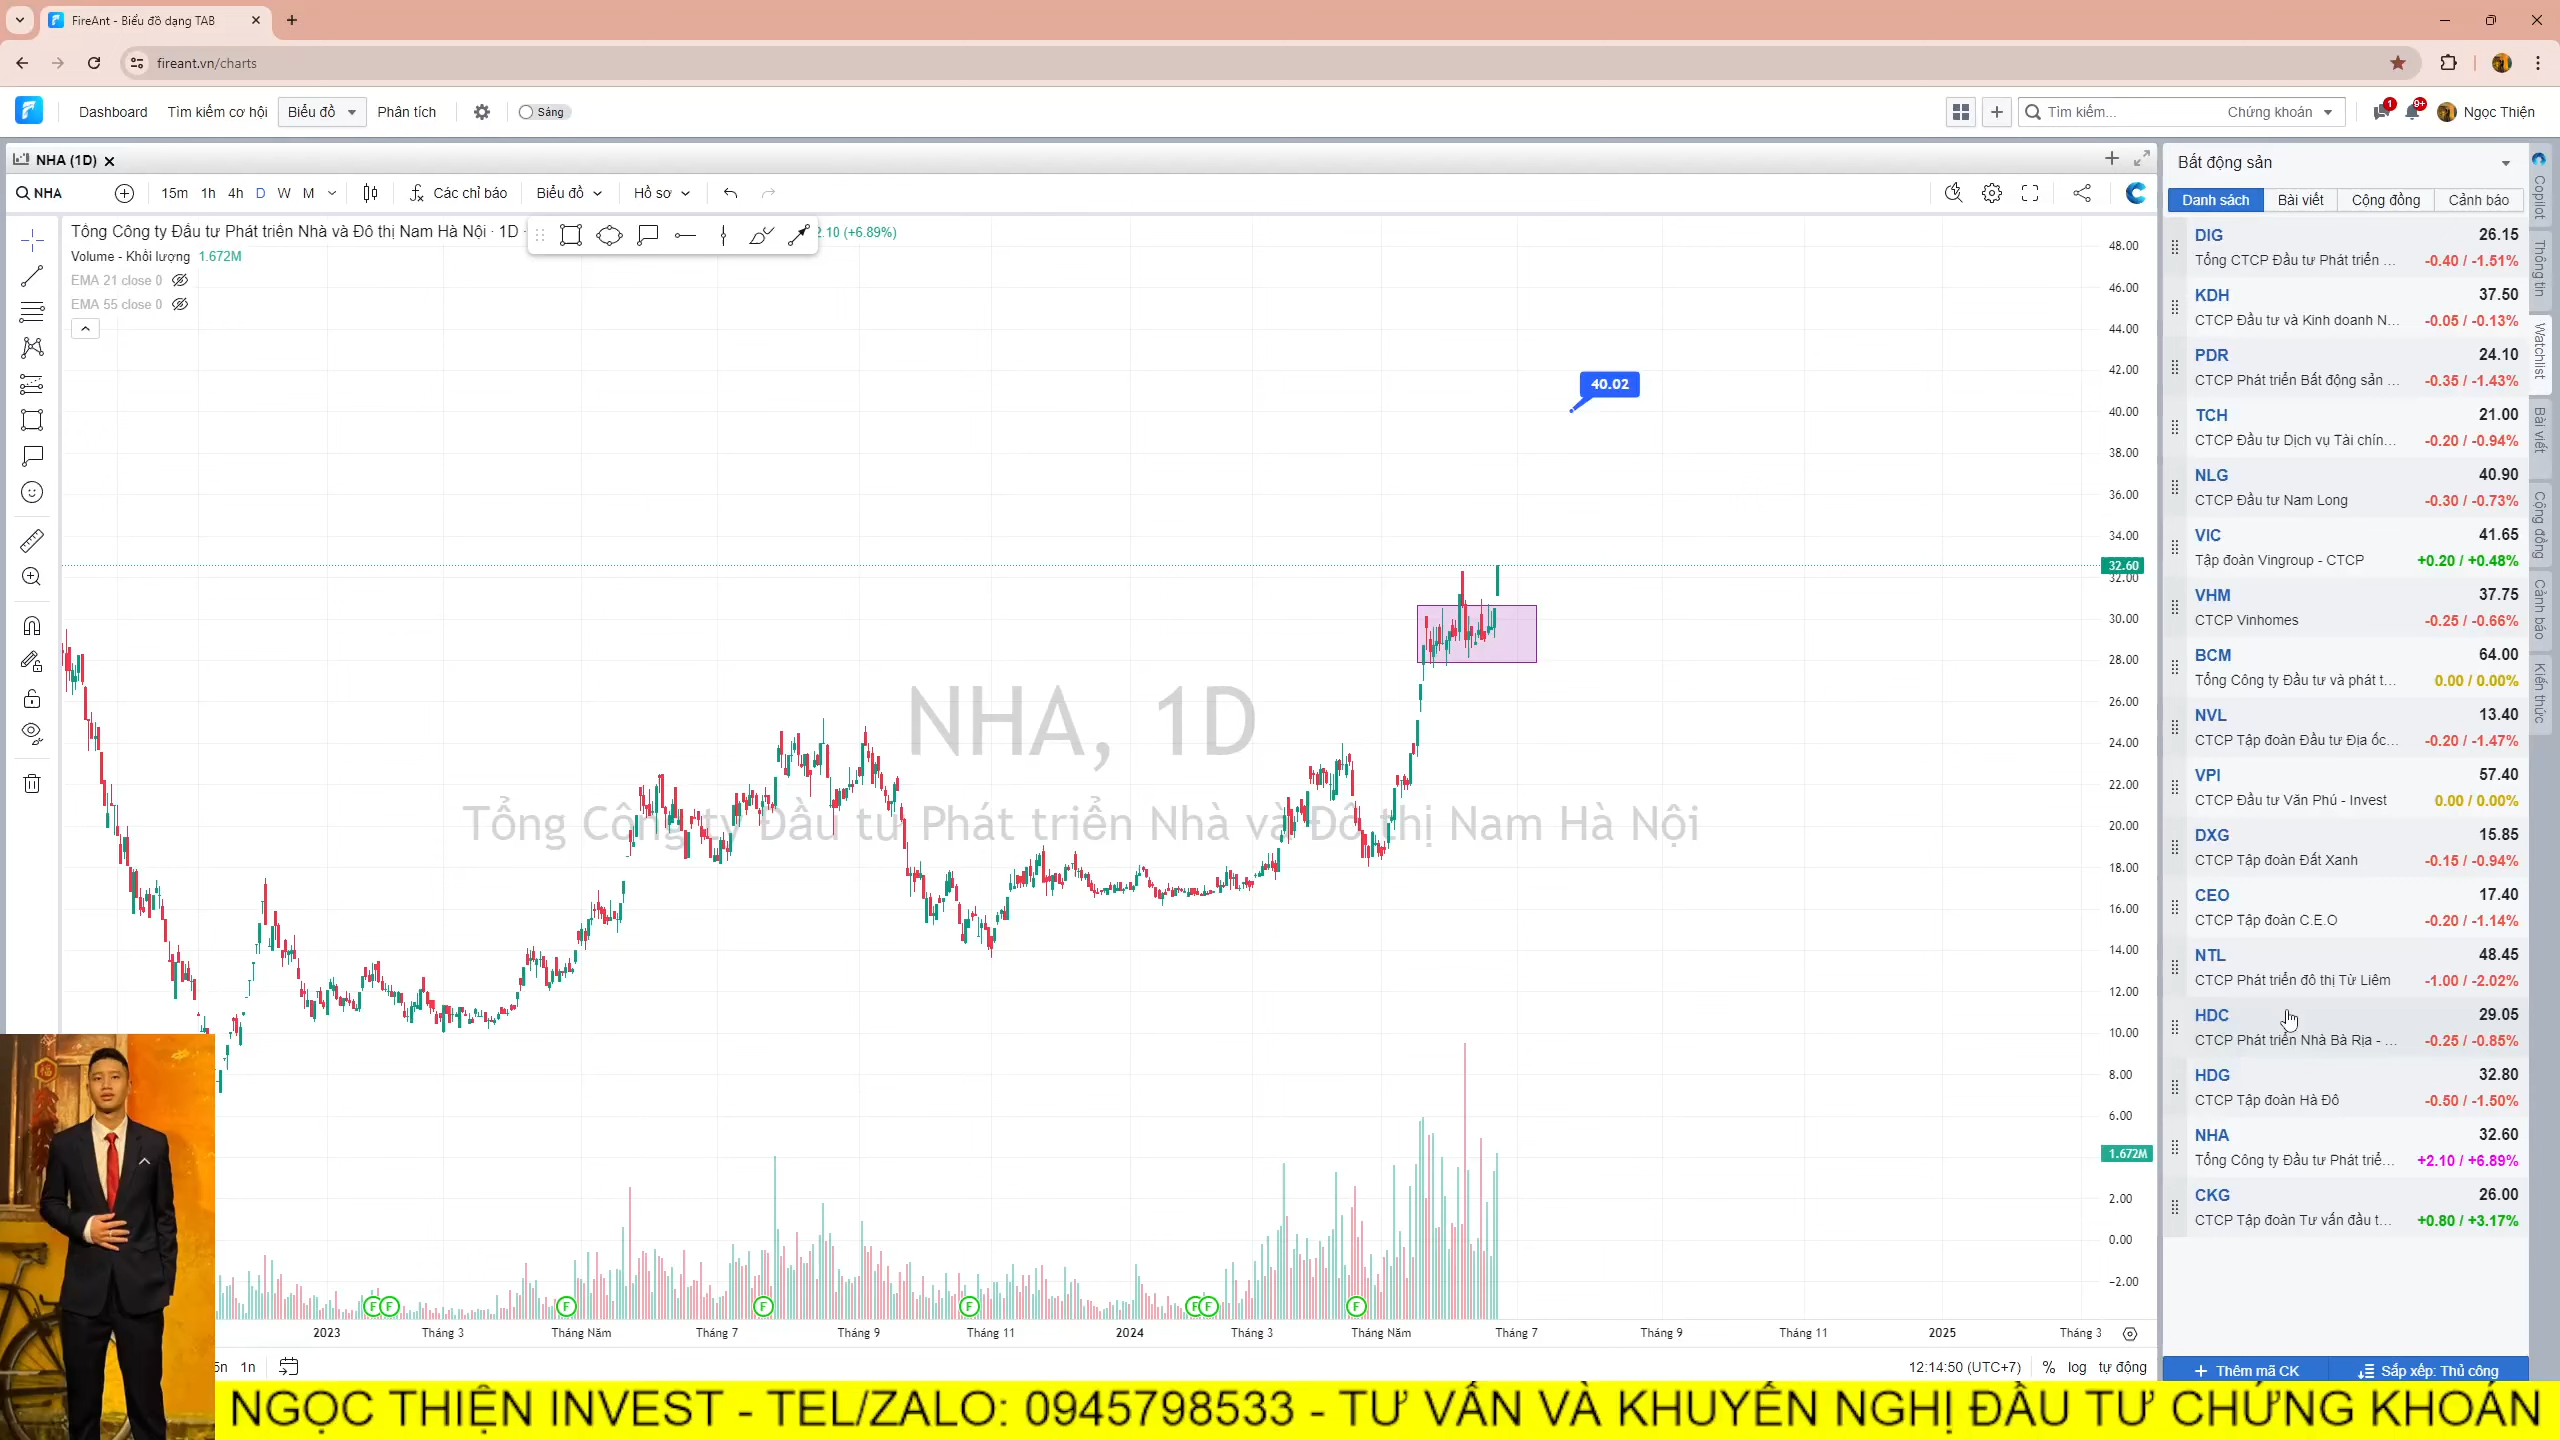 FireAnt - Biểu đồ dạng TAB
fireant.vn/charts
Dashboard Tìm kiếm cơ hội Biểu đồ Phân tích Sáng Tìm kiếm... Chứng khoán 1 9+ Ngọc Thiện
NHA (1D)
NHA 15m 1h 4h D W M Các chỉ báo Biểu đồ Hồ sơ
Tổng Công ty Đầu tư Phát triển Nhà và Đô thị Nam Hà Nội · 1D · 2.10 (+6.89%)
Volume - Khối lượng 1.672M
EMA 21 close 0
EMA 55 close 0
40.02
NHA, 1D
Tổng Công ty Đầu tư Phát triển Nhà và Đô thị Nam Hà Nội
48.00
46.00
44.00
42.00
40.00
38.00
36.00
34.00
32.60
32.00
30.00
28.00
26.00
24.00
22.00
20.00
18.00
16.00
14.00
12.00
10.00
8.00
6.00
1.672M
2.00
0.00
−2.00
F F F F F F F F
2023 Tháng 3 Tháng Năm Tháng 7 Tháng 9 Tháng 11 2024 Tháng 3 Tháng Năm Tháng 7 Tháng 9 Tháng 11 2025 Tháng 3
5n 1n 12:14:50 (UTC+7) % log tự động
Bất động sản
Danh sách Bài viết Cộng đồng Cảnh báo
DIG 26.15
Tổng CTCP Đầu tư Phát triển ... -0.40 / -1.51%
KDH 37.50
CTCP Đầu tư và Kinh doanh N... -0.05 / -0.13%
PDR 24.10
CTCP Phát triển Bất động sản ... -0.35 / -1.43%
TCH 21.00
CTCP Đầu tư Dịch vụ Tài chín... -0.20 / -0.94%
NLG 40.90
CTCP Đầu tư Nam Long -0.30 / -0.73%
VIC 41.65
Tập đoàn Vingroup - CTCP +0.20 / +0.48%
VHM 37.75
CTCP Vinhomes -0.25 / -0.66%
BCM 64.00
Tổng Công ty Đầu tư và phát t... 0.00 / 0.00%
NVL 13.40
CTCP Tập đoàn Đầu tư Địa ốc... -0.20 / -1.47%
VPI 57.40
CTCP Đầu tư Văn Phú - Invest 0.00 / 0.00%
DXG 15.85
CTCP Tập đoàn Đất Xanh -0.15 / -0.94%
CEO 17.40
CTCP Tập đoàn C.E.O -0.20 / -1.14%
NTL 48.45
CTCP Phát triển đô thị Từ Liêm -1.00 / -2.02%
HDC 29.05
CTCP Phát triển Nhà Bà Rịa - ... -0.25 / -0.85%
HDG 32.80
CTCP Tập đoàn Hà Đô -0.50 / -1.50%
NHA 32.60
Tổng Công ty Đầu tư Phát triể... +2.10 / +6.89%
CKG 26.00
CTCP Tập đoàn Tư vấn đầu t... +0.80 / +3.17%
Thêm mã CK Sắp xếp: Thủ công
Copilot
Thông tin
Watchlist
Bài viết
Cộng đồng
Cảnh báo
Kiến thức
NGỌC THIỆN INVEST - TEL/ZALO: 0945798533 - TƯ VẤN VÀ KHUYẾN NGHỊ ĐẦU TƯ CHỨNG KHOÁN